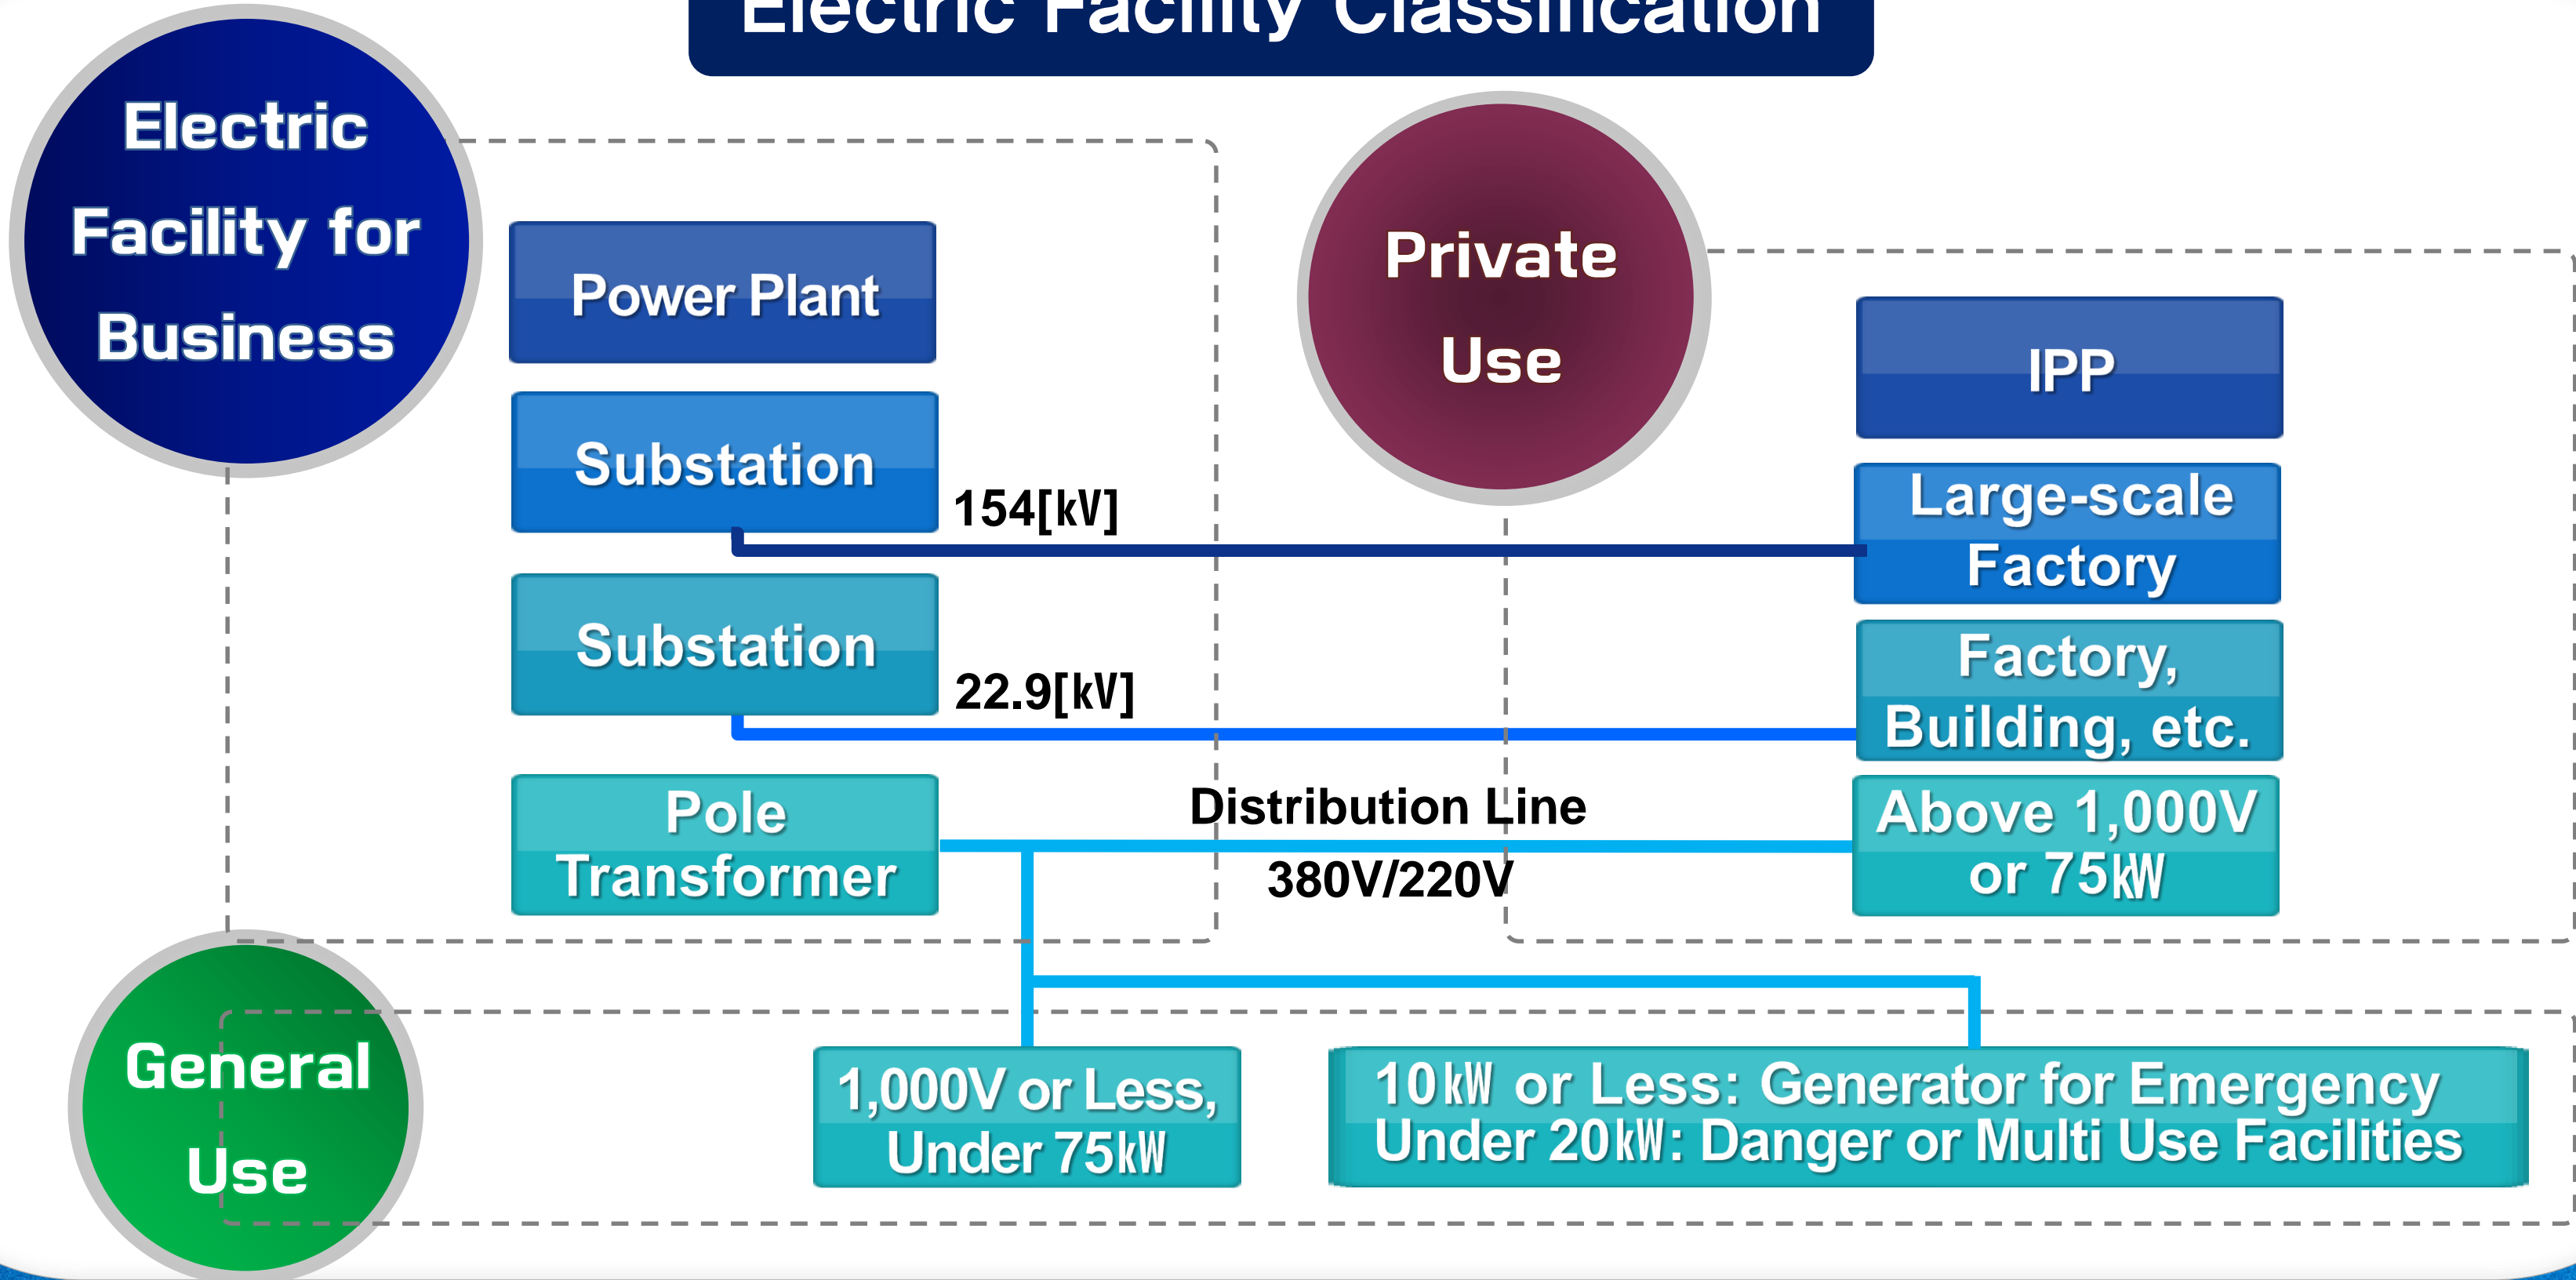 Electric Facility Classification
Electric
Facility for
Business
Power Plant
Substation
154[㎸]
Substation
22.9[㎸]
Pole
Transformer
Distribution Line
380V/220V
Private
Use
IPP
Large-scale
Factory
Factory,
Building, etc.
Above 1,000V
or 75㎾
General
Use
1,000V or Less,
Under 75㎾
10㎾ or Less: Generator for Emergency
Under 20㎾: Danger or Multi Use Facilities